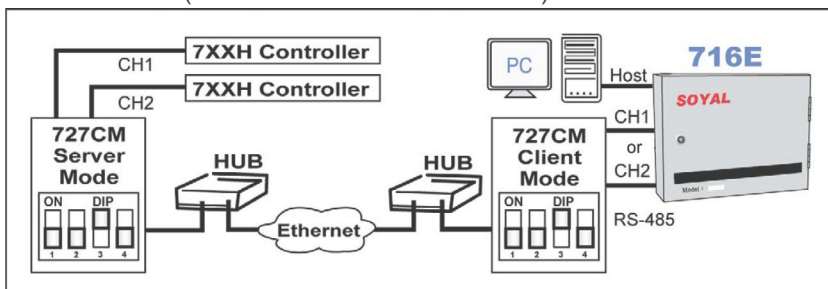 CH1
7XXH Controller
CH2
7XXH Controller
727CM
Server
Mode
ON DIP
1 2 3 4
HUB
Ethernet
HUB
PC
Host
716E
SOYAL
CH1
or
CH2
Model :
RS-485
727CM
Client
Mode
ON DIP
1 2 3 4